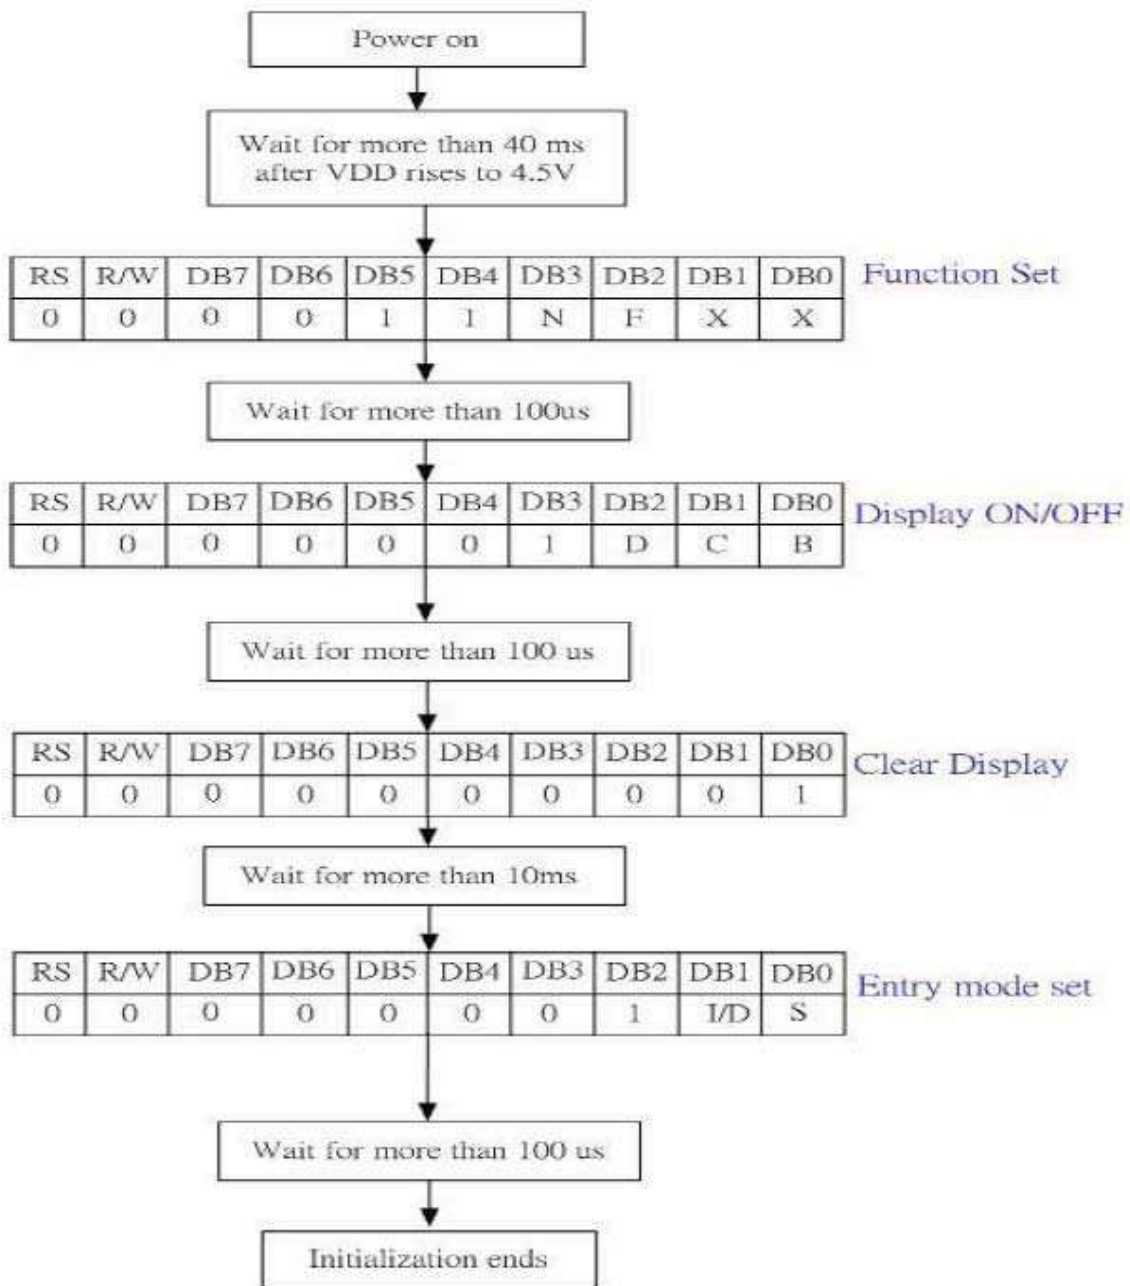 Power on
Wait for more than 40 ms
after VDD rises to 4.5V
RS R/W DB7 DB6 DB5 DB4 DB3 DB2 DB1 DB0 Function Set
0 0 0 0 1 1 N F X X
Wait for more than 100us
RS R/W DB7 DB6 DB5 DB4 DB3 DB2 DB1 DB0 Display ON/OFF
0 0 0 0 0 0 1 D C B
Wait for more than 100 us
RS R/W DB7 DB6 DB5 DB4 DB3 DB2 DB1 DB0 Clear Display
0 0 0 0 0 0 0 0 0 1
Wait for more than 10ms
RS R/W DB7 DB6 DB5 DB4 DB3 DB2 DB1 DB0 Entry mode set
0 0 0 0 0 0 0 1 I/D S
Wait for more than 100 us
Initialization ends